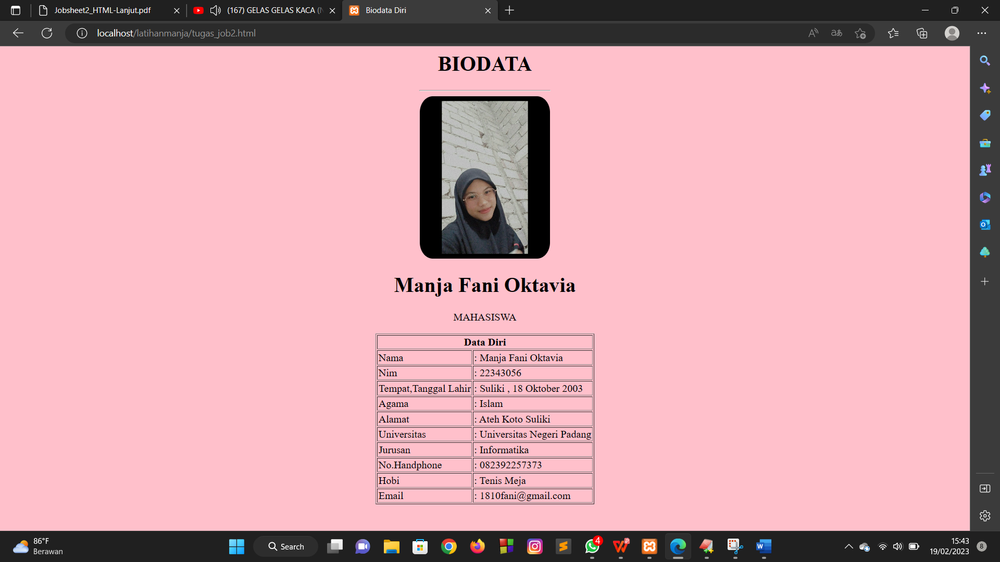 Jobsheet2_HTML-Lanjut.pdf
(167) GELAS GELAS KACA
Biodata Diri
localhost/latihanmanja/tugas_job2.html
BIODATA
Manja Fani Oktavia
MAHASISWA
Data Diri
Nama : Manja Fani Oktavia
Nim : 22343056
Tempat,Tanggal Lahir : Suliki , 18 Oktober 2003
Agama : Islam
Alamat : Ateh Koto Suliki
Universitas : Universitas Negeri Padang
Jurusan : Informatika
No.Handphone : 082392257373
Hobi : Tenis Meja
Email : 1810fani@gmail.com
86°F
Berawan
Search
4
15:43
19/02/2023
8